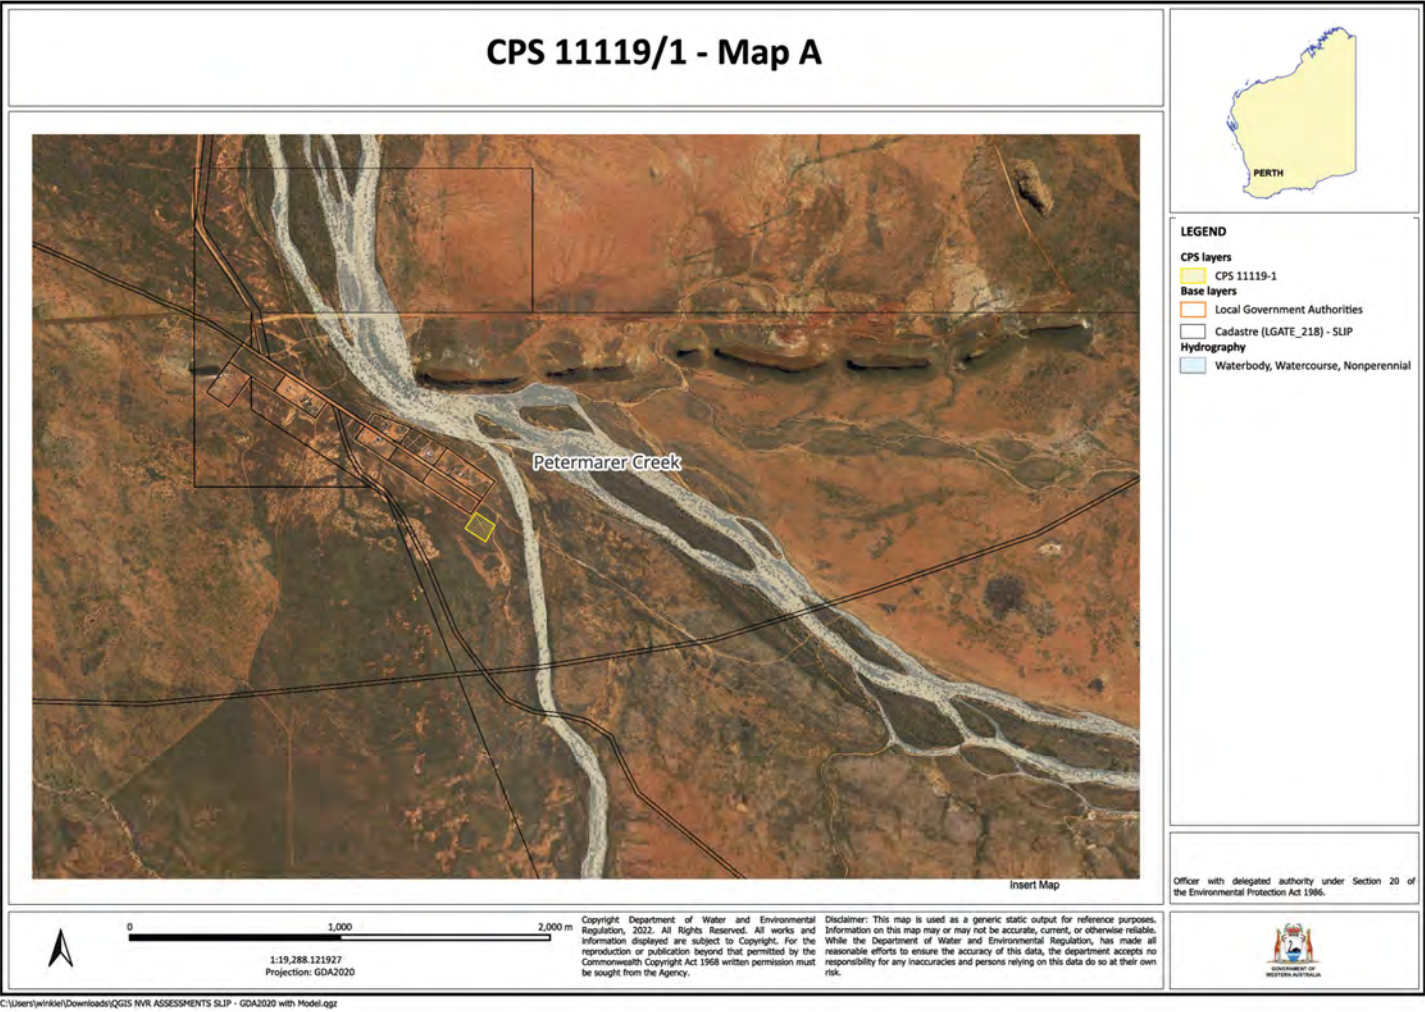 CPS 11119/1 - Map A
PERTH
LEGEND
CPS layers
CPS 11119-1
Base layers
Local Government Authorities
Cadastre (LGATE_218) - SLIP
Hydrography
Waterbody, Watercourse, Nonperennial
Petermarer Creek
Insert Map
Officer with delegated authority under Section 20 of
the Environmental Protection Act 1986.
0 1,000 2,000 m
1:19,288.121927
Projection: GDA2020
Copyright Department of Water and Environmental
Regulation, 2022. All Rights Reserved. All works and
information displayed are subject to Copyright. For the
reproduction or publication beyond that permitted by the
Commonwealth Copyright Act 1968 written permission must
be sought from the Agency.
Disclaimer: This map is used as a generic static output for reference purposes.
Information on this map may or may not be accurate, current, or otherwise reliable.
While the Department of Water and Environmental Regulation, has made all
reasonable efforts to ensure the accuracy of this data, the department accepts no
responsibility for any inaccuracies and persons relying on this data do so at their own
risk.
GOVERNMENT OF
WESTERN AUSTRALIA
C:\Users\winkiel\Downloads\QGIS NVR ASSESSMENTS SLIP - GDA2020 with Model.qgz